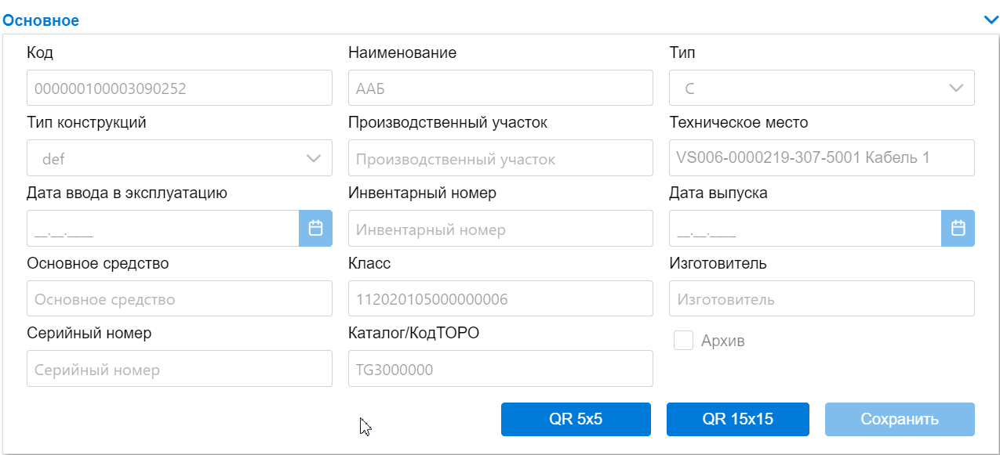 Основное
Код Наименование Тип
000000100003090252 ААБ С
Тип конструкций Производственный участок Техническое место
def Производственный участок VS006-0000219-307-5001 Кабель 1
Дата ввода в эксплуатацию Инвентарный номер Дата выпуска
__.__.____ Инвентарный номер __.__.____
Основное средство Класс Изготовитель
Основное средство 112020105000000006 Изготовитель
Серийный номер Каталог/КодТОРО Архив
Серийный номер TG3000000
QR 5x5 QR 15x15 Сохранить